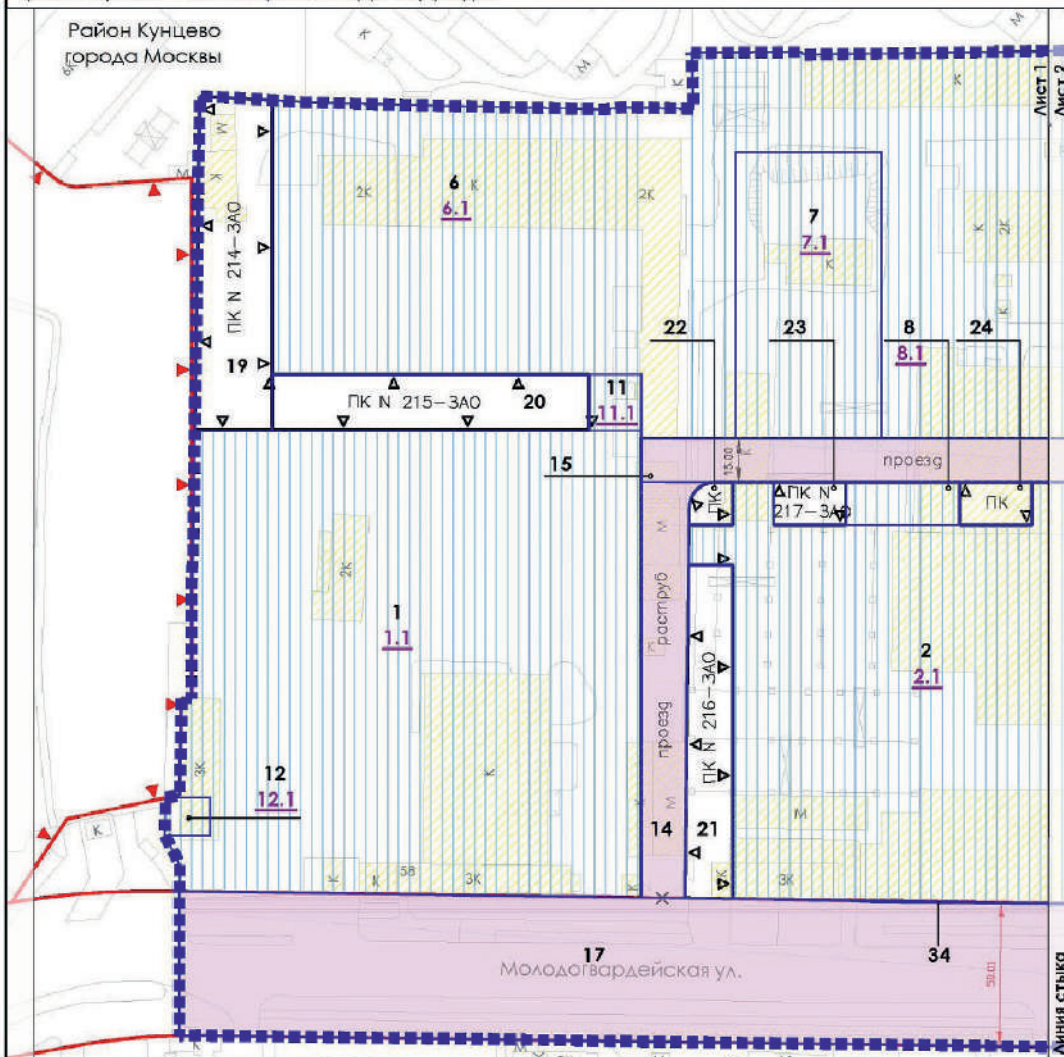 Район Кунцево
города Москвы
Лист 1
Лист 2
6К
К
К
М
М
К
К
М
К
М
ПК N 214-ЗАО
19
2К
6
К
6.1
2К
7
7.1
К
К
2К
К
22
23
8
8.1
24
ПК N 215-ЗАО
20
11
11.1
15
15.00
К
проезд
ПК
ПК N
217-ЗАО
ПК
М
раструб
проезд
2К
1
1.1
2
2.1
ПК N 216-ЗАО
3К
12
12.1
К
К
К
М
М
14
21
К
К
К
58
3К
К
К
3К
17
Молодогвардейская ул.
34
50.01
Линия стыка
М